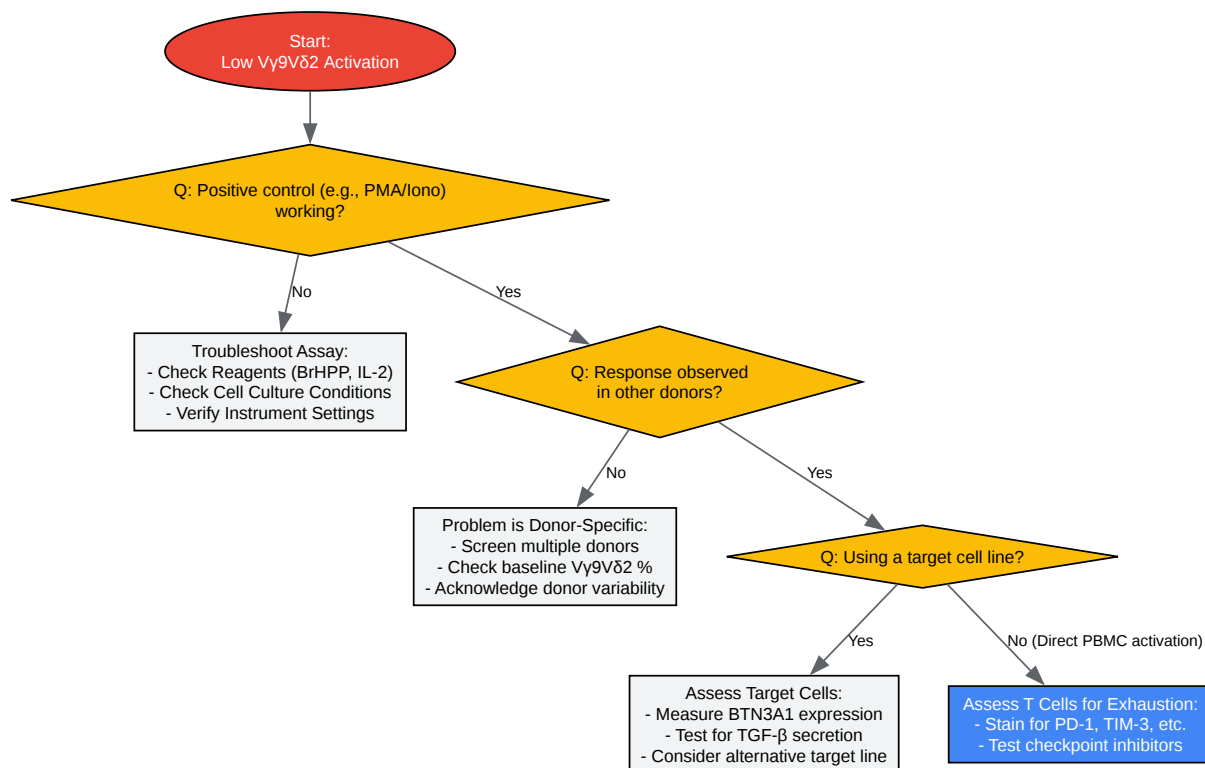 Start:
Low Vγ9Vδ2 Activation
Q: Positive control (e.g., PMA/Iono)
working?
No
Yes
Troubleshoot Assay:
- Check Reagents (BrHPP, IL-2)
- Check Cell Culture Conditions
- Verify Instrument Settings
Q: Response observed
in other donors?
No
Yes
Problem is Donor-Specific:
- Screen multiple donors
- Check baseline Vγ9Vδ2 %
- Acknowledge donor variability
Q: Using a target cell line?
Yes
No (Direct PBMC activation)
Assess Target Cells:
- Measure BTN3A1 expression
- Test for TGF-β secretion
- Consider alternative target line
Assess T Cells for Exhaustion:
- Stain for PD-1, TIM-3, etc.
- Test checkpoint inhibitors